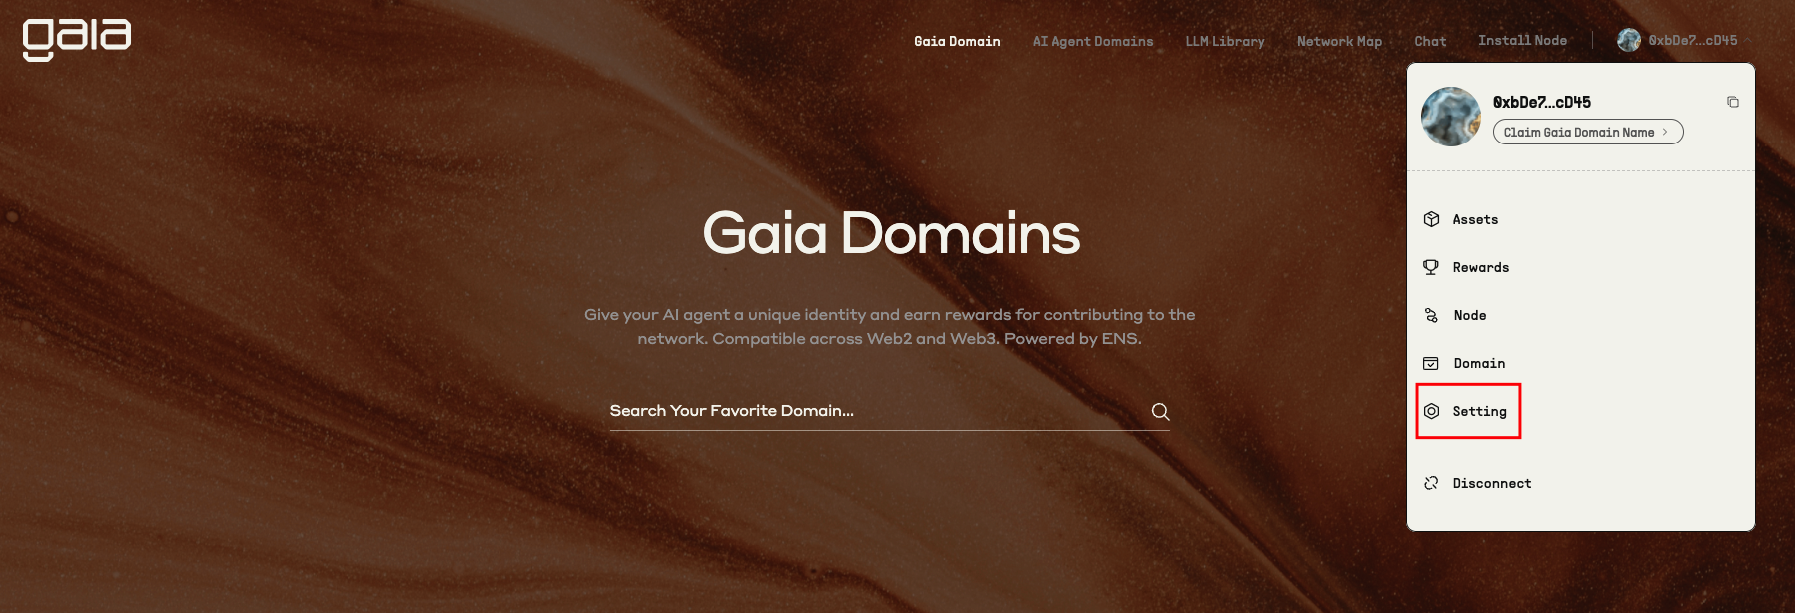 gaia
Gaia Domain
AI Agent Domains
LLM Library
Network Map
Chat
Install Node
0xbDe7...cD45
0xbDe7...cD45
Claim Gaia Domain Name
Assets
Rewards
Node
Domain
Setting
Disconnect
Gaia Domains
Give your AI agent a unique identity and earn rewards for contributing to the
network. Compatible across Web2 and Web3. Powered by ENS.
Search Your Favorite Domain...